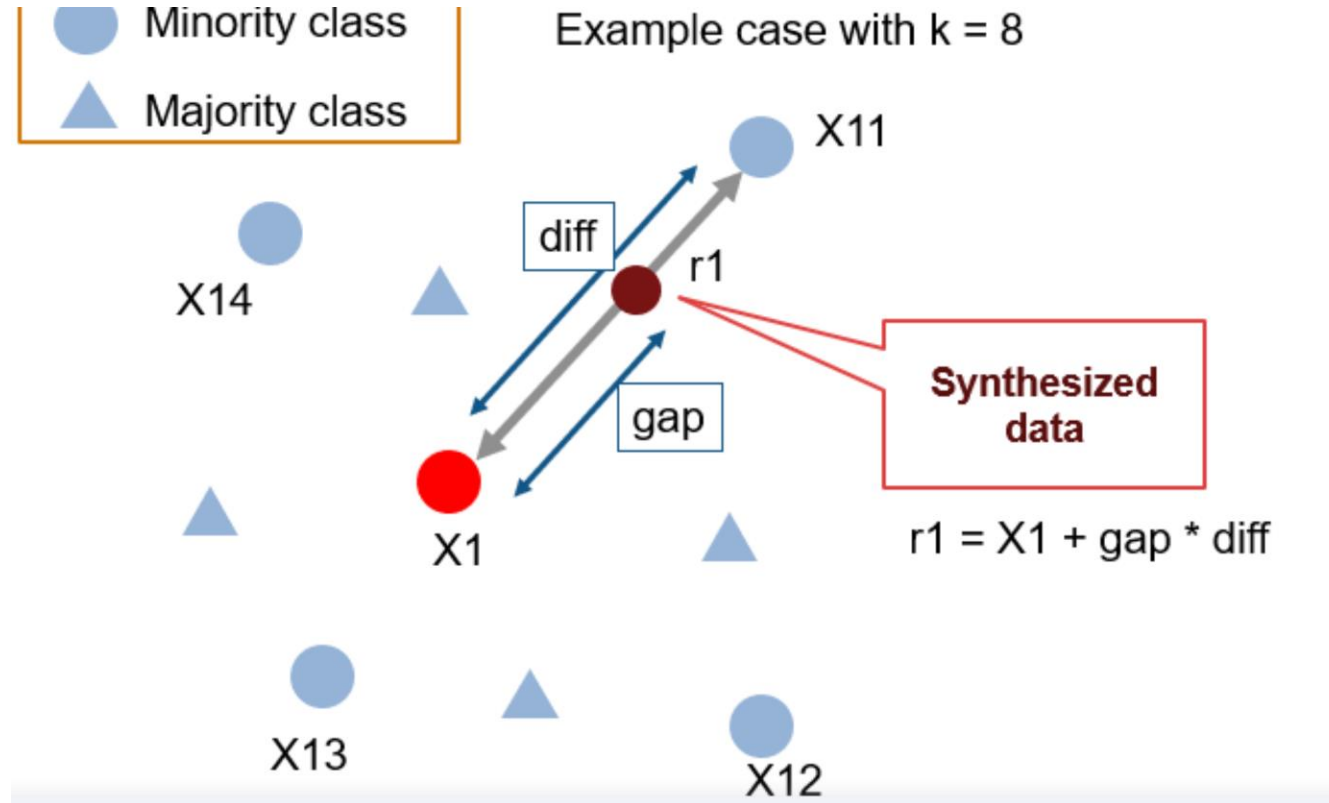 Minority class
Example case with k = 8
Majority class
X11
diff
r1
X14
Synthesized
data
gap
r1 = X1 + gap * diff
X1
X13
X12